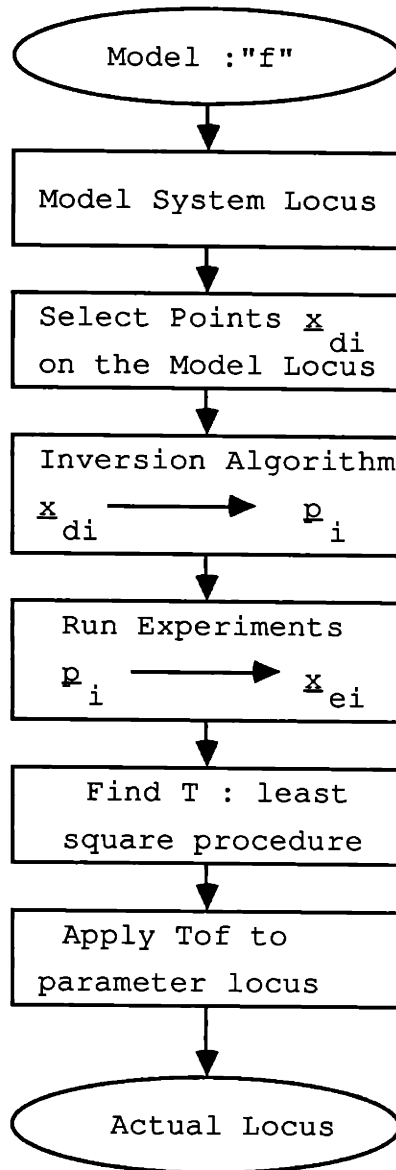 Model :"f"
Model System Locus
Select Points x di
on the Model Locus
Inversion Algorithm
x di p i
Run Experiments
p i x ei
Find T : least
square procedure
Apply Tof to
parameter locus
Actual Locus